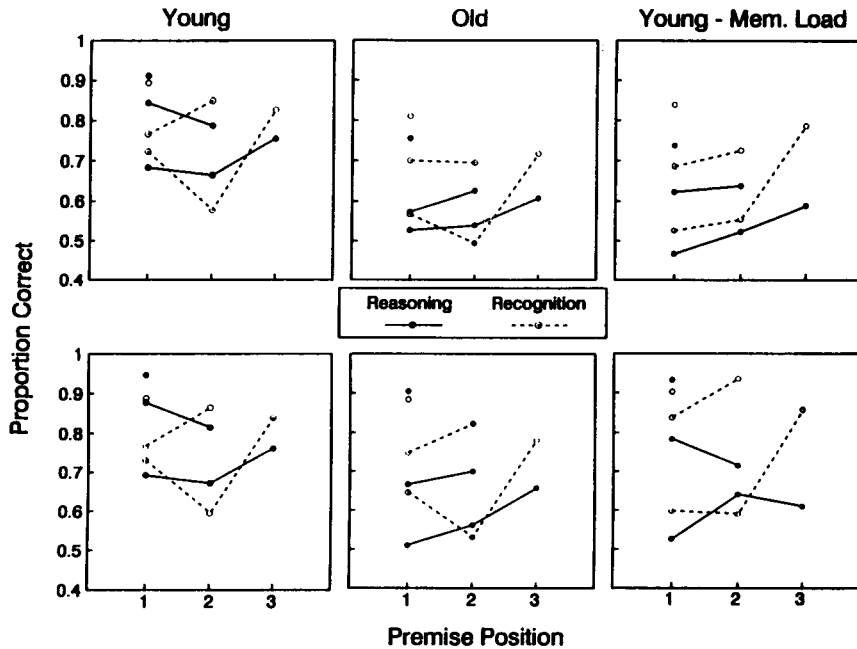 Young Old Young - Mem. Load
1
0.9
0.8
0.7
0.6
0.5
0.4
Reasoning Recognition
Proportion Correct
1
0.9
0.8
0.7
0.6
0.5
0.4
1 2 3 1 2 3 1 2 3
Premise Position